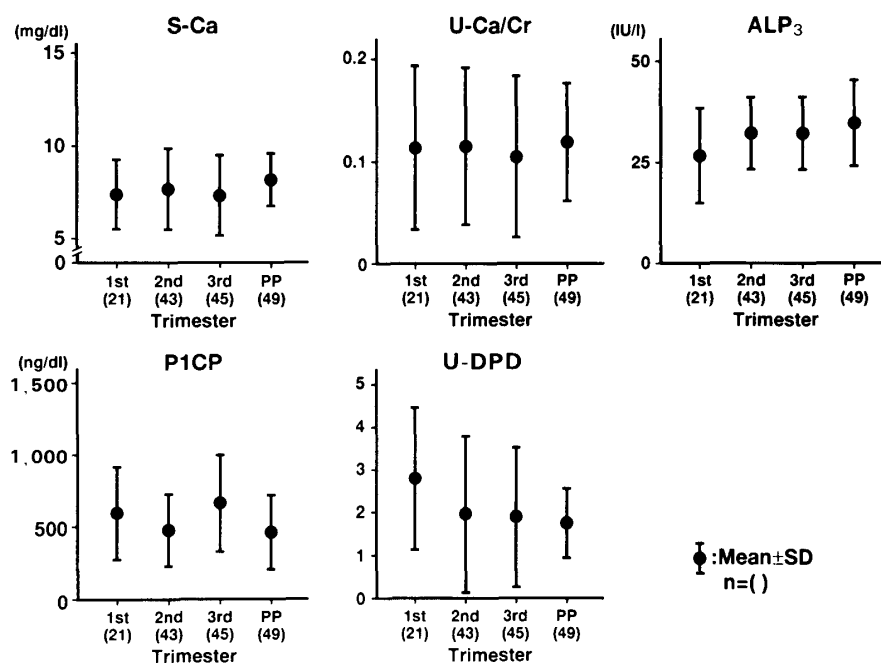 S-Ca
(mg/dl)
15
10
5
0
1st 2nd 3rd PP
(21) (43) (45) (49)
Trimester
U-Ca/Cr
0.2
0.1
0
1st 2nd 3rd PP
(21) (43) (45) (49)
Trimester
ALP₃
(IU/l)
50
25
0
1st 2nd 3rd PP
(21) (43) (45) (49)
Trimester
P1CP
(ng/dl)
1,500
1,000
500
0
1st 2nd 3rd PP
(21) (43) (45) (49)
Trimester
U-DPD
5
4
3
2
1
0
1st 2nd 3rd PP
(21) (43) (45) (49)
Trimester
:Mean±SD
n=( )